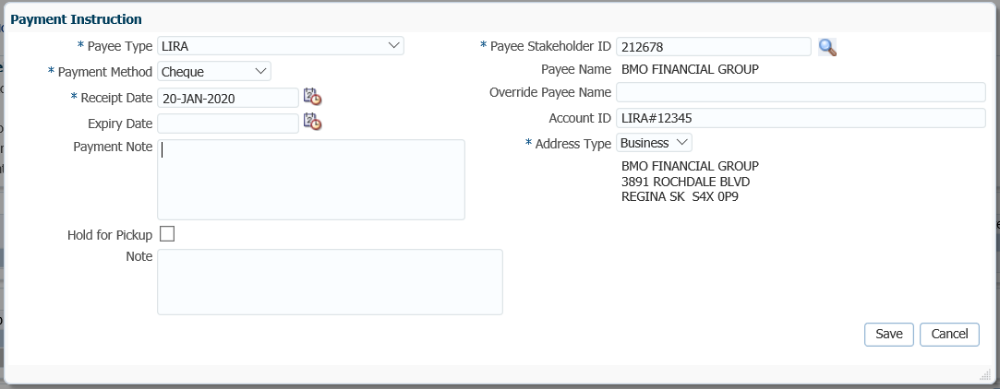 Payment Instruction
* Payee Type LIRA
* Payment Method Cheque
* Receipt Date 20-JAN-2020
Expiry Date
Payment Note
Hold for Pickup
Note
* Payee Stakeholder ID 212678
Payee Name BMO FINANCIAL GROUP
Override Payee Name
Account ID LIRA#12345
* Address Type Business
BMO FINANCIAL GROUP
3891 ROCHDALE BLVD
REGINA SK S4X 0P9
Save Cancel